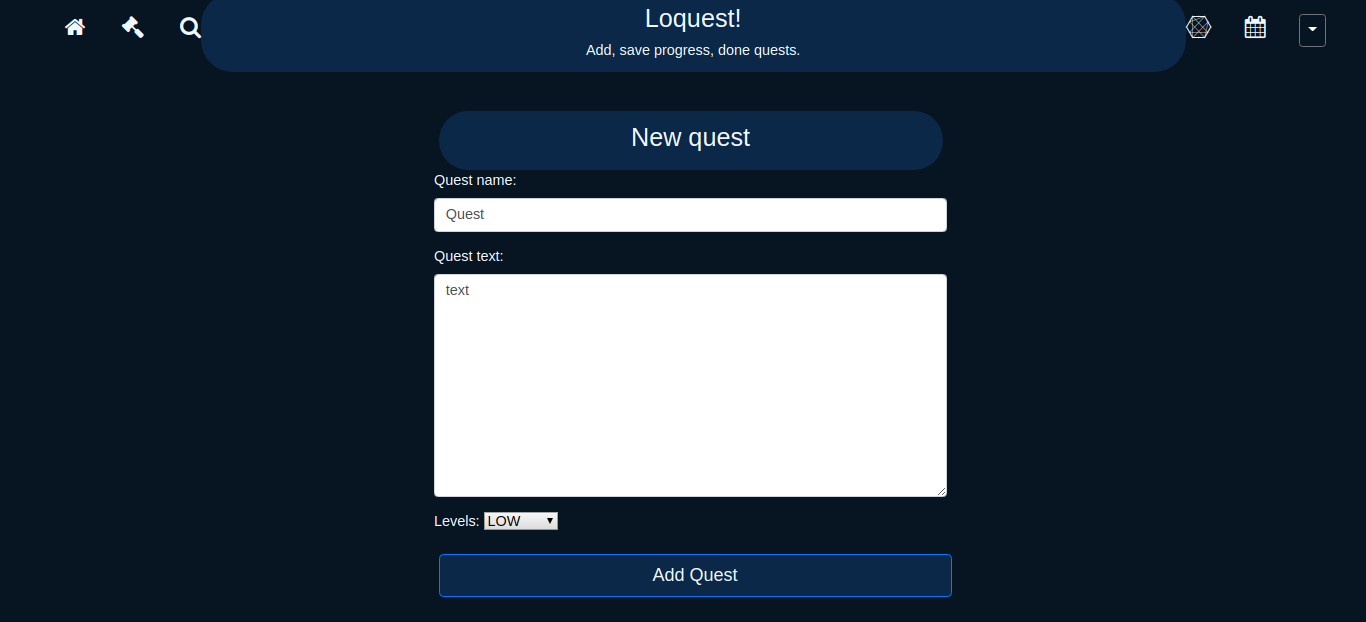 Loquest!
Add, save progress, done quests.
New quest
Quest name:
Quest
Quest text:
text
Levels: LOW
Add Quest